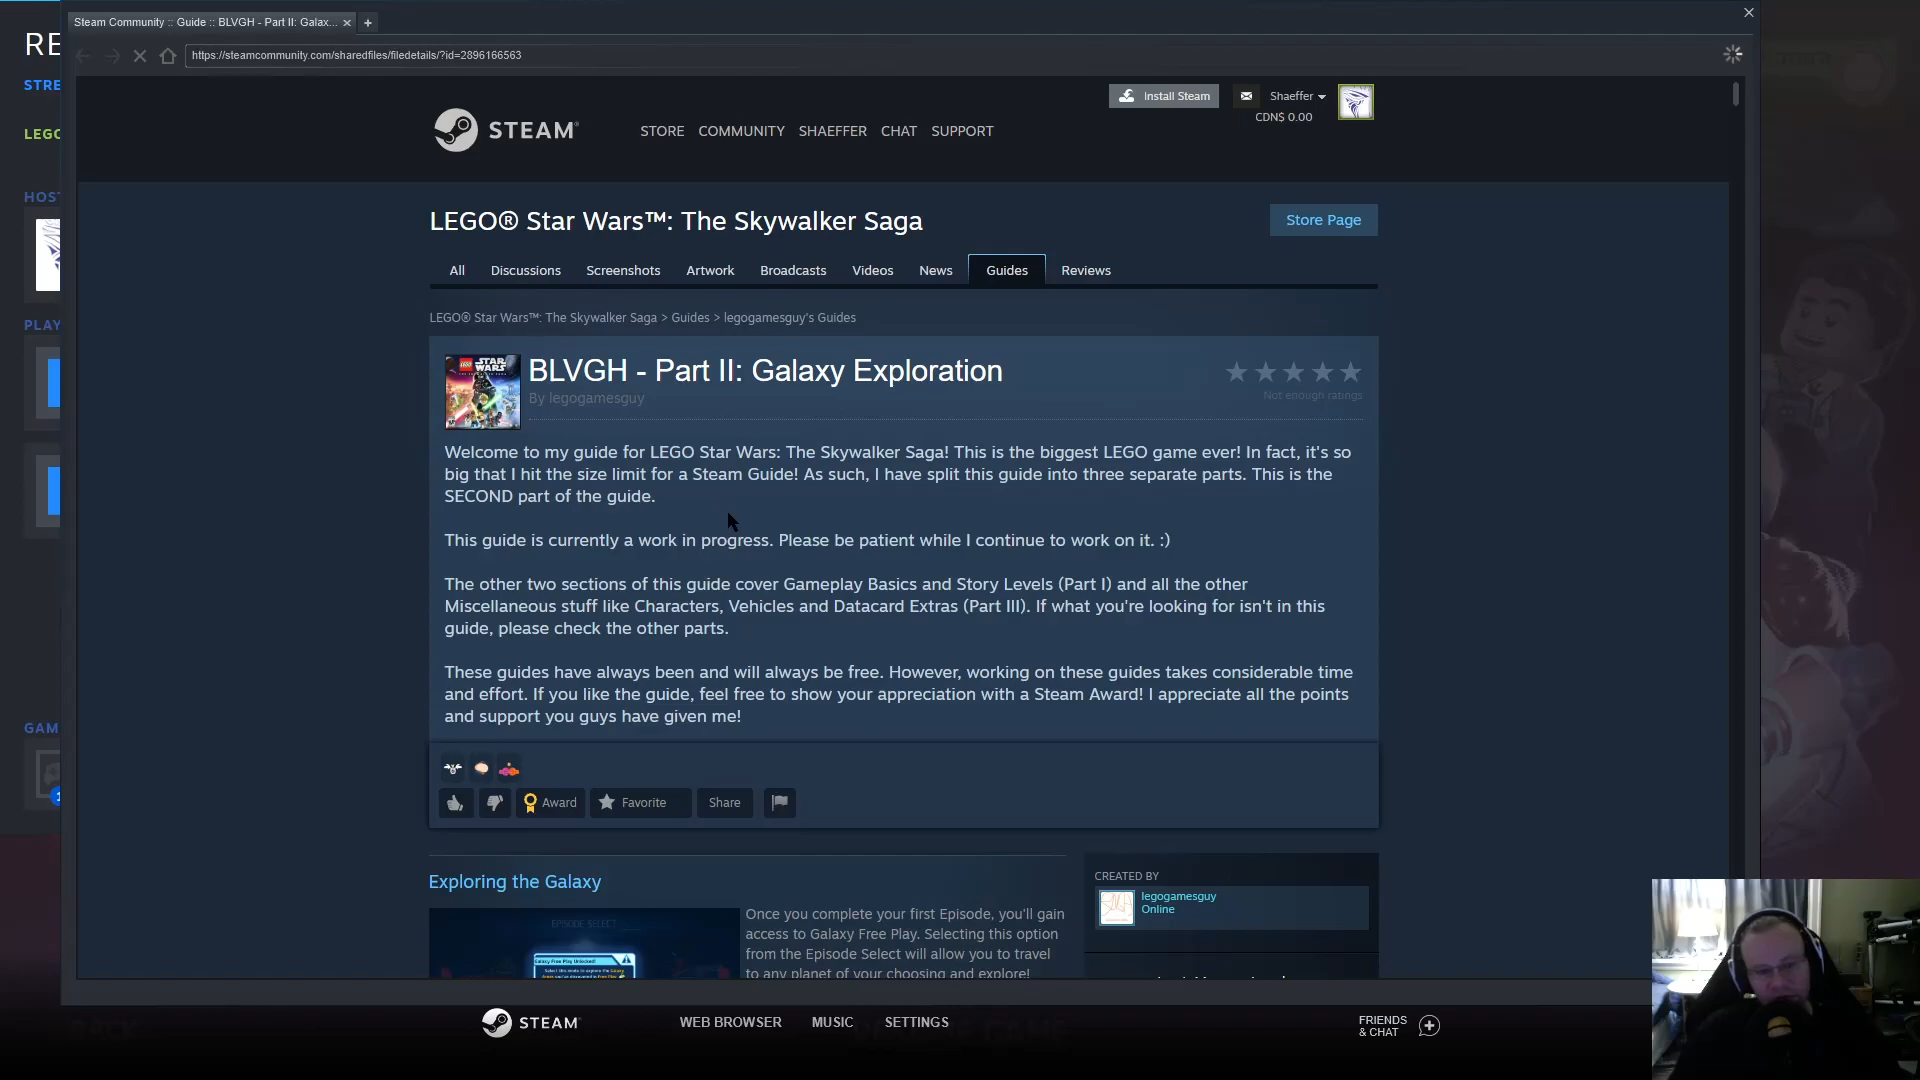 Steam Community :: Guide :: BLVGH - Part II: Galax...
https://steamcommunity.com/sharedfiles/filedetails/?id=2896166563
RE
STRE
LEGO
HOST
PLAY
GAM
Install Steam
Shaeffer
CDN$ 0.00
STEAM®
STORE COMMUNITY SHAEFFER CHAT SUPPORT
LEGO® Star Wars™: The Skywalker Saga
Store Page
All Discussions Screenshots Artwork Broadcasts Videos News Guides Reviews
LEGO® Star Wars™: The Skywalker Saga > Guides > legogamesguy's Guides
BLVGH - Part II: Galaxy Exploration
By legogamesguy
Not enough ratings
Welcome to my guide for LEGO Star Wars: The Skywalker Saga! This is the biggest LEGO game ever! In fact, it's so
big that I hit the size limit for a Steam Guide! As such, I have split this guide into three separate parts. This is the
SECOND part of the guide.
This guide is currently a work in progress. Please be patient while I continue to work on it. :)
The other two sections of this guide cover Gameplay Basics and Story Levels (Part I) and all the other
Miscellaneous stuff like Characters, Vehicles and Datacard Extras (Part III). If what you're looking for isn't in this
guide, please check the other parts.
These guides have always been and will always be free. However, working on these guides takes considerable time
and effort. If you like the guide, feel free to show your appreciation with a Steam Award! I appreciate all the points
and support you guys have given me!
Award Favorite Share
Exploring the Galaxy
EPISODE SELECT
Galaxy Free Play Unlocked!
Once you complete your first Episode, you'll gain
access to Galaxy Free Play. Selecting this option
from the Episode Select will allow you to travel
to any planet of your choosing and explore!
CREATED BY
legogamesguy
Online
STEAM
WEB BROWSER MUSIC SETTINGS
FRIENDS
& CHAT